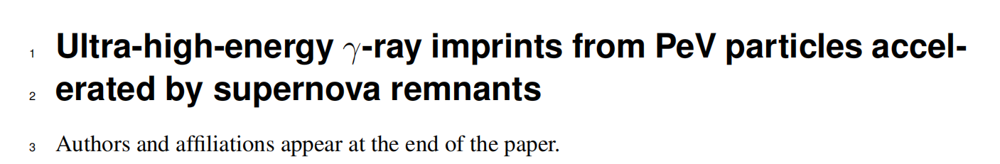 1 Ultra-high-energy γ-ray imprints from PeV particles accel-
2 erated by supernova remnants
3 Authors and affiliations appear at the end of the paper.